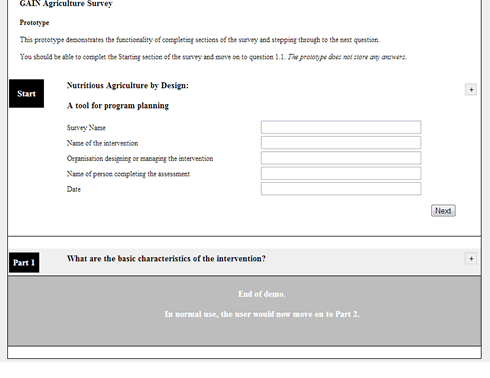 GAIN Agriculture Survey
Prototype
This prototype demonstrates the functionality of completing sections of the survey and stepping through to the next question.
You should be able to complet the Starting section of the survey and move on to question 1.1. The prototype does not store any answers.
Start
Nutritious Agriculture by Design:
+
A tool for program planning
Survey Name
Name of the intervention
Organisation designing or managing the intervention
Name of person completing the assessment
Date
Next
Part 1
What are the basic characteristics of the intervention?
+
End of demo.
In normal use, the user would now move on to Part 2.